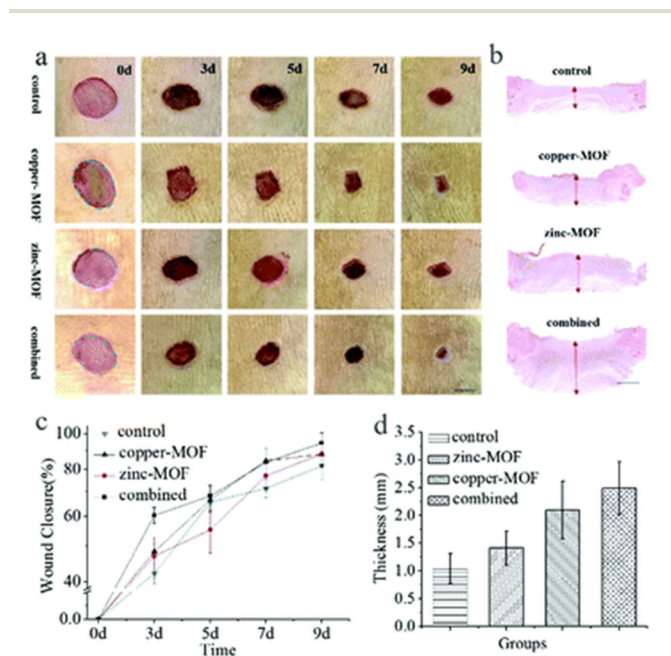 a
0d 3d 5d 7d 9d
control
copper- MOF
zinc-MOF
combined
b
control
copper-MOF
zinc-MOF
combined
c
control
copper-MOF
zinc-MOF
combined
Wound Closure(%)
100
80
60
40
0.0
0d 3d 5d 7d 9d
Time
d
control
zinc-MOF
copper-MOF
combined
Thickness (mm)
3.5
3.0
2.5
2.0
1.5
1.0
0.5
0.0
Groups